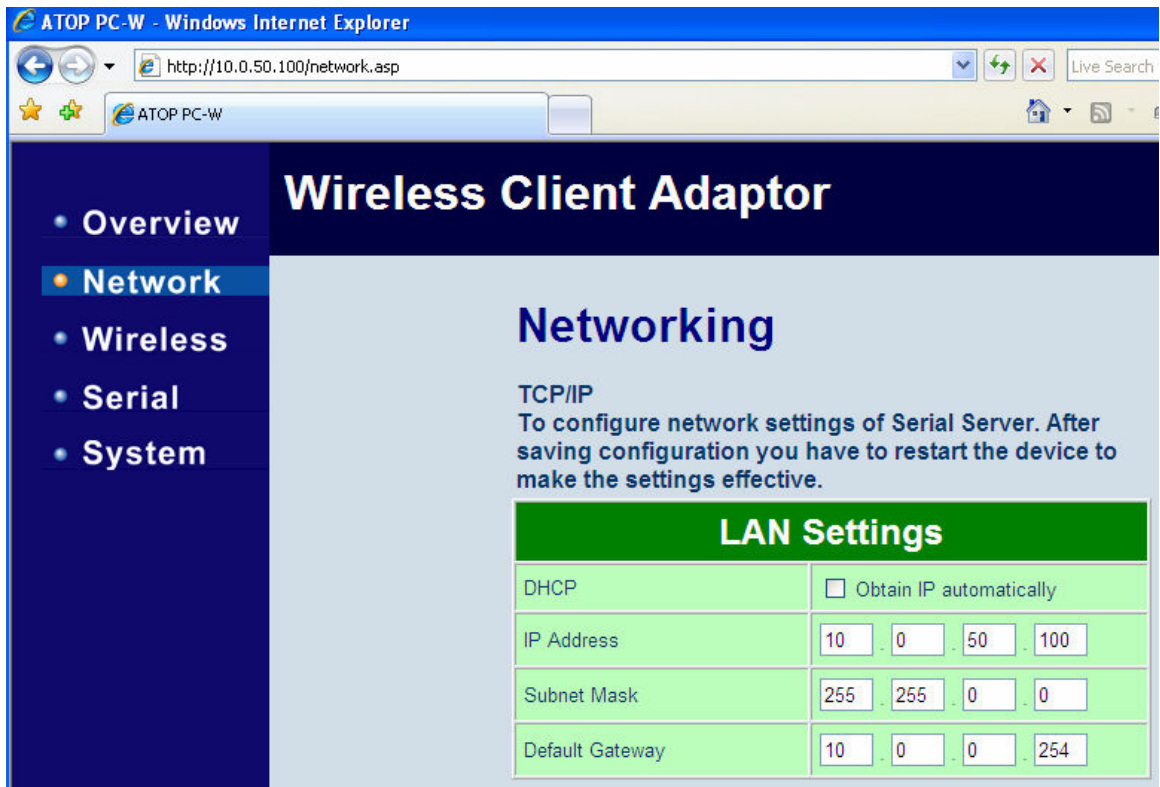 ATOP PC-W - Windows Internet Explorer
http://10.0.50.100/network.asp
Live Search
ATOP PC-W
Wireless Client Adaptor
Overview
Network
Wireless
Serial
System
Networking
TCP/IP
To configure network settings of Serial Server. After
saving configuration you have to restart the device to
make the settings effective.
LAN Settings
DHCP Obtain IP automatically
IP Address 10 . 0 . 50 . 100
Subnet Mask 255 . 255 . 0 . 0
Default Gateway 10 . 0 . 0 . 254